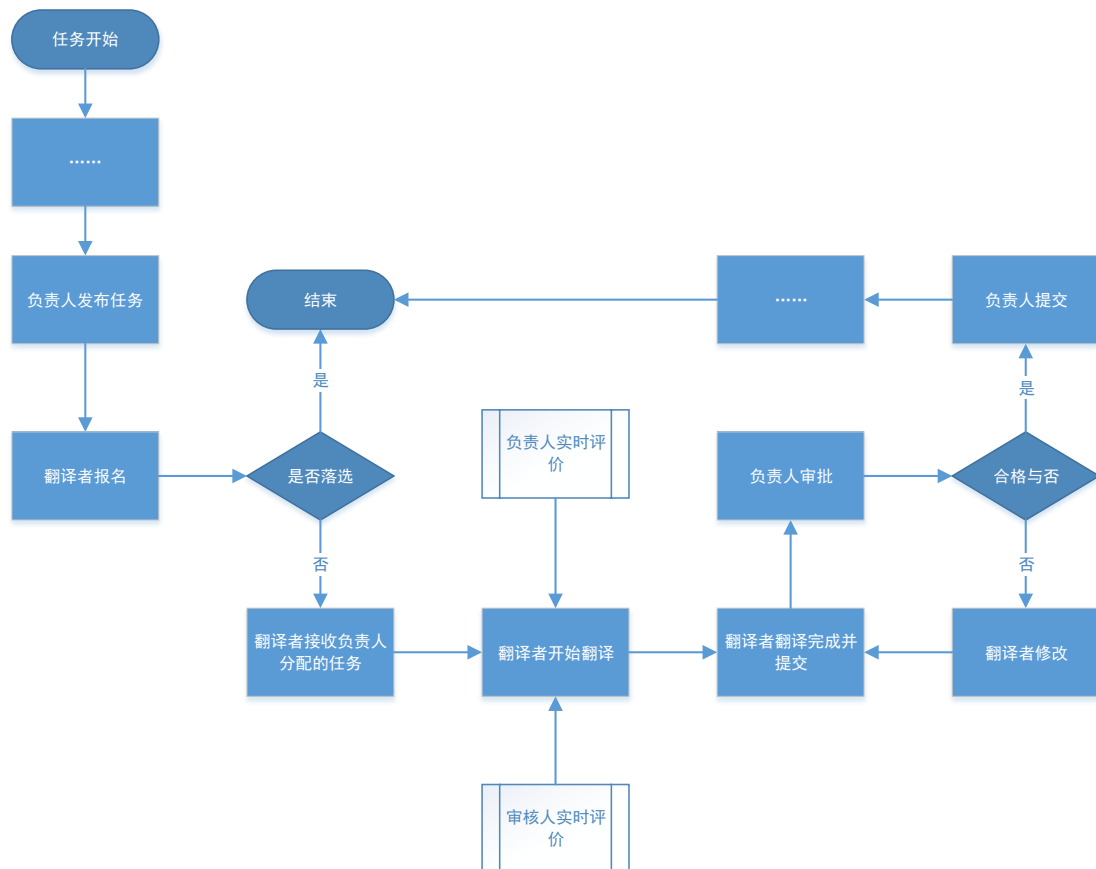 任务开始
……
负责人发布任务
结束
……
负责人提交
是
是
负责人实时评
价
翻译者报名
是否落选
负责人审批
合格与否
否
否
翻译者接收负责人
分配的任务
翻译者开始翻译
翻译者翻译完成并
提交
翻译者修改
审核人实时评
价